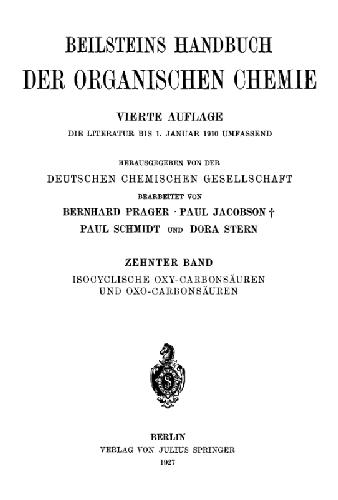 BEILSTEINS HANDBUCH
DER ORGANISCHEN CHEMIE
VIERTE AUFLAGE
DIE LITERATUR BIS 1. JANUAR 1910 UMFASSEND
HERAUSGEGEBEN VON DER
DEUTSCHEN CHEMISCHEN GESELLSCHAFT
BEARBEITET VON
BERNHARD PRAGER · PAUL JACOBSON †
PAUL SCHMIDT UND DORA STERN
ZEHNTER BAND
ISOCYCLISCHE OXY-CARBONSÄUREN
UND OXO-CARBONSÄUREN
BERLIN
VERLAG VON JULIUS SPRINGER
1927